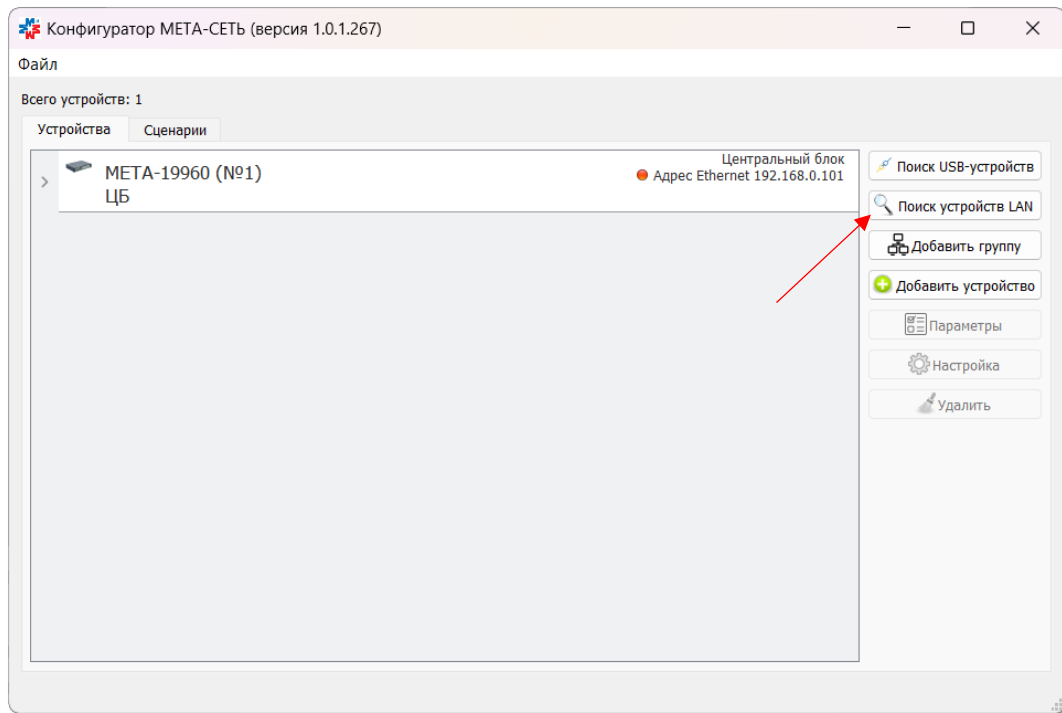 Конфигуратор МЕТА-СЕТЬ (версия 1.0.1.267)
Файл
Всего устройств: 1
Устройства Сценарии
МЕТА-19960 (№1)
ЦБ
Центральный блок
Адрес Ethernet 192.168.0.101
Поиск USB-устройств
Поиск устройств LAN
Добавить группу
Добавить устройство
Параметры
Настройка
Удалить